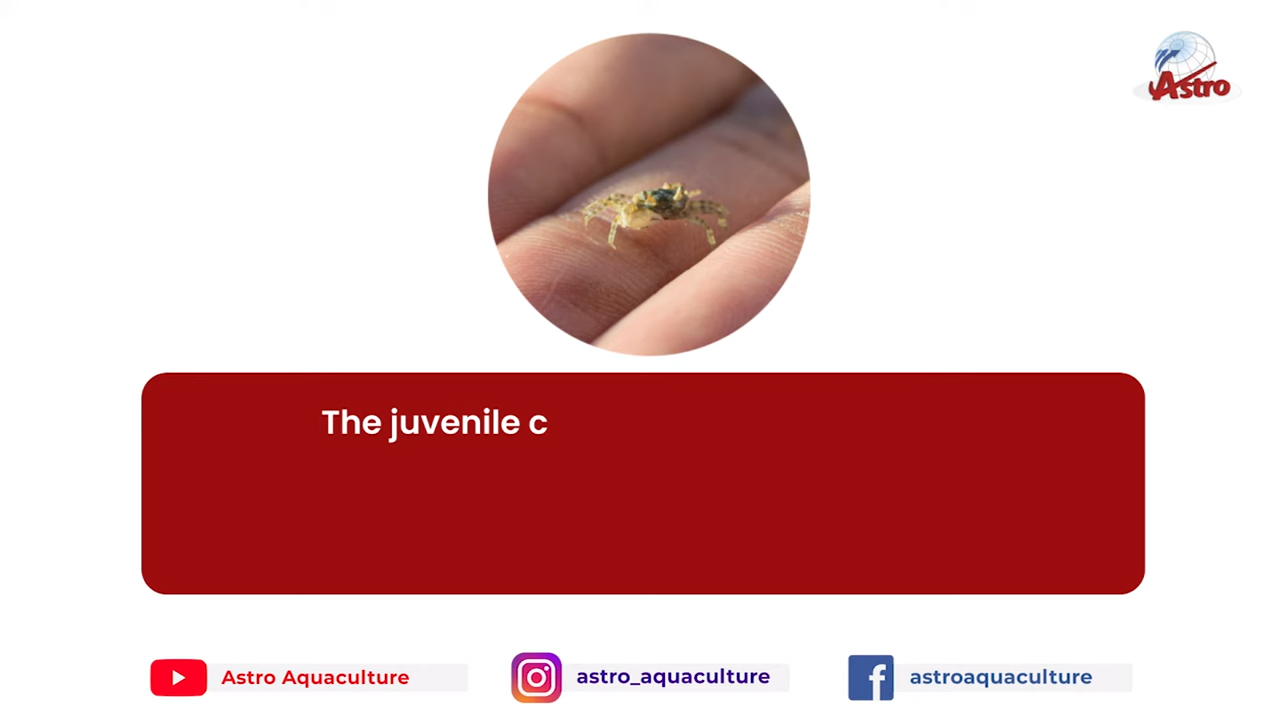 Astro
The juvenile c
Astro Aquaculture
astro_aquaculture
astroaquaculture